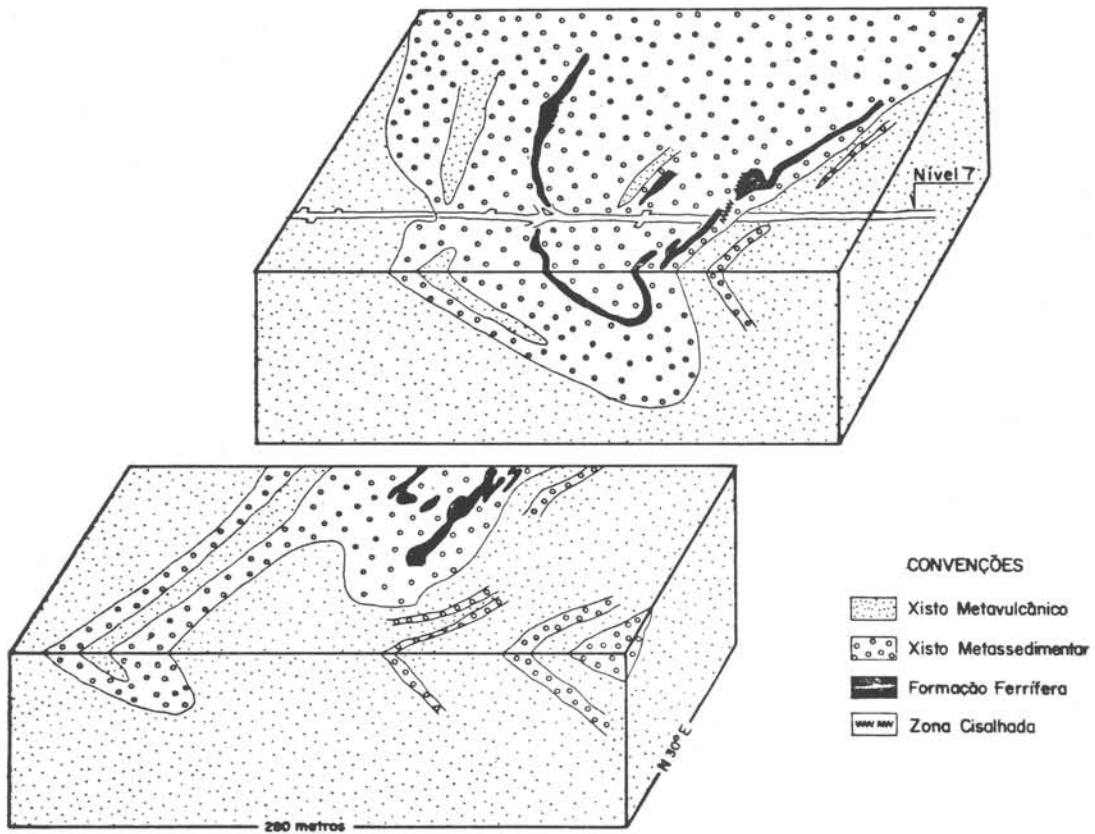 Nível 7
CONVENÇÕES
Xisto Metavulcânico
Xisto Metassedimentar
Formação Ferrífera
Zona Cisalhada
N 30° E
280 metros